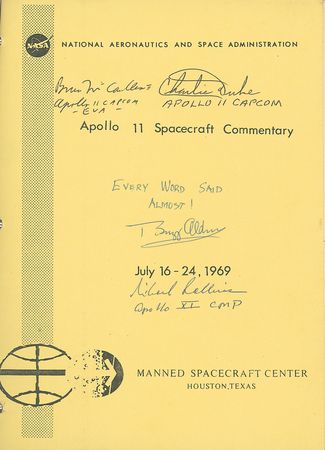 NASA
NATIONAL AERONAUTICS AND SPACE ADMINISTRATION
Bruce McCandless Charlie Duke
Apollo 11 CAPCOM APOLLO 11 CAPCOM
- EVA -
Apollo 11 Spacecraft Commentary
EVERY WORD SAID
ALMOST!
Buzz Aldrin
July 16-24, 1969
Michael Collins
Apollo XI CMP
MANNED SPACECRAFT CENTER
HOUSTON, TEXAS